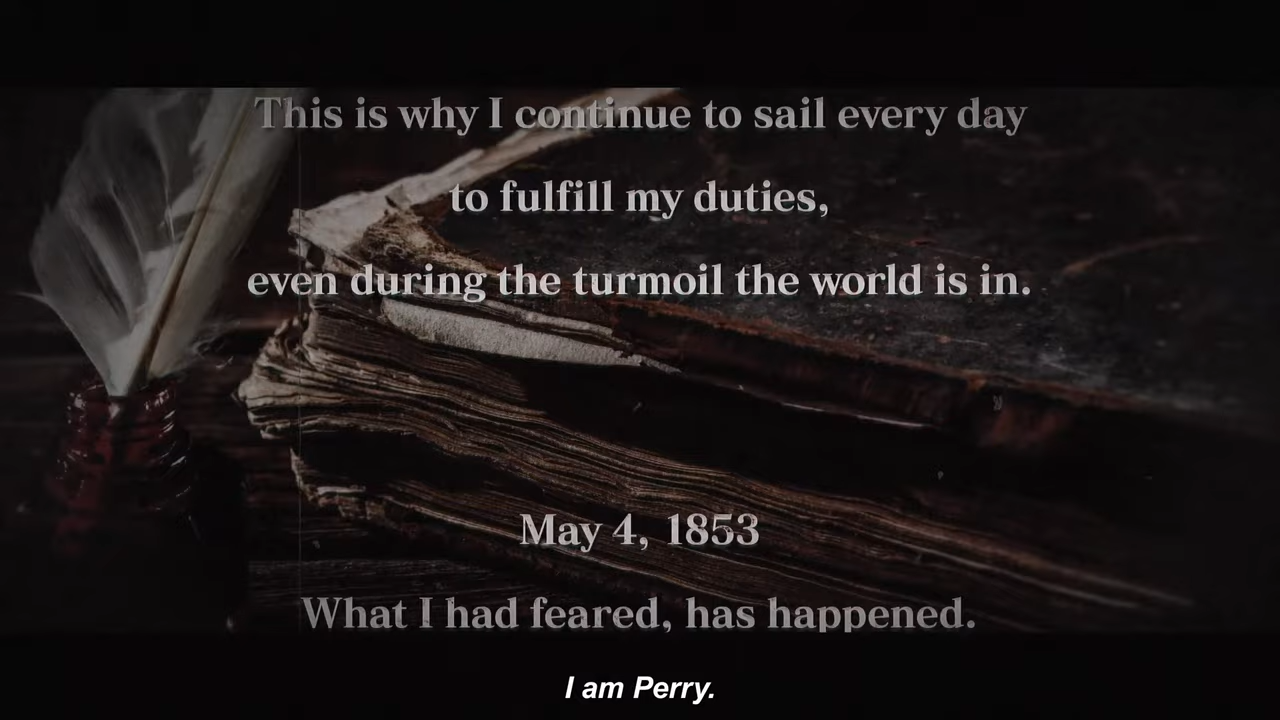 This is why I continue to sail every day
to fulfill my duties,
even during the turmoil the world is in.
May 4, 1853
What I had feared, has happened.
I am Perry.